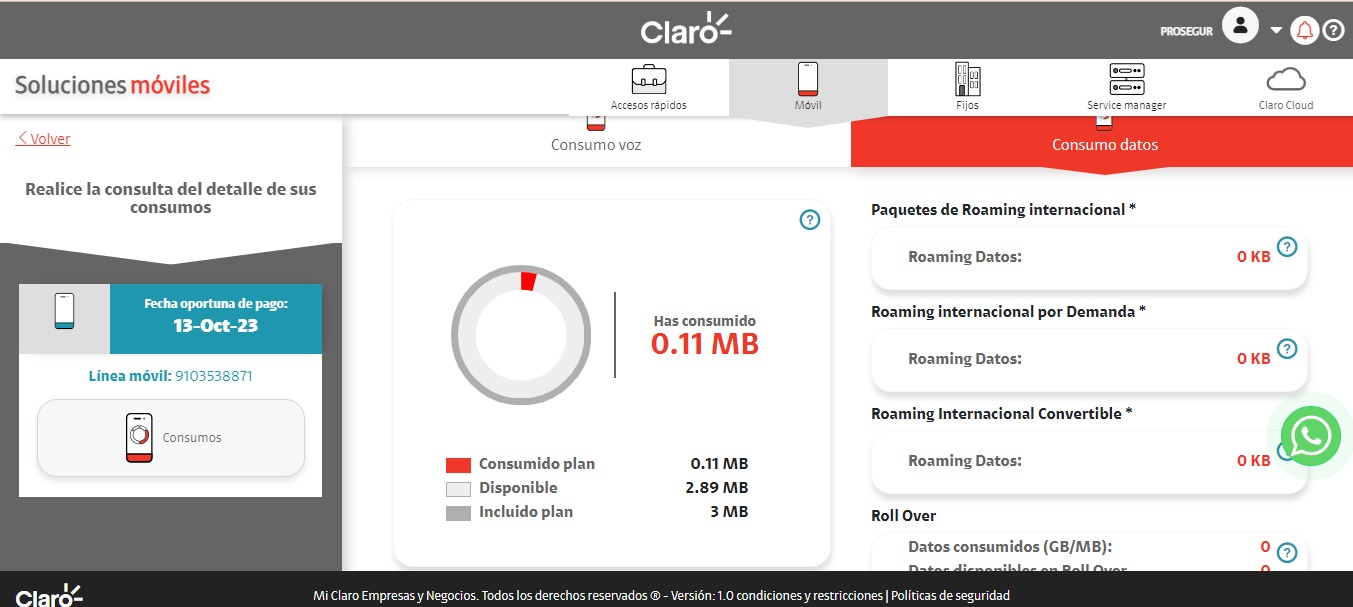 Claro
PROSEGUR
?
Soluciones móviles
Accesos rápidos
Móvil
Fijos
Service manager
Claro Cloud
Volver
Realice la consulta del detalle de sus
consumos
Fecha oportuna de pago:
13-Oct-23
Línea móvil: 9103538871
Consumos
Consumo voz
Consumo datos
?
Has consumido
0.11 MB
Consumido plan 0.11 MB
Disponible 2.89 MB
Incluido plan 3 MB
Paquetes de Roaming internacional *
Roaming Datos: 0 KB ?
Roaming internacional por Demanda *
Roaming Datos: 0 KB ?
Roaming Internacional Convertible *
Roaming Datos: 0 KB
Roll Over
Datos consumidos (GB/MB): 0 ?
Datos disponibles en Roll Over 0
Claro
Mi Claro Empresas y Negocios. Todos los derechos reservados ® - Versión: 1.0 condiciones y restricciones | Políticas de seguridad